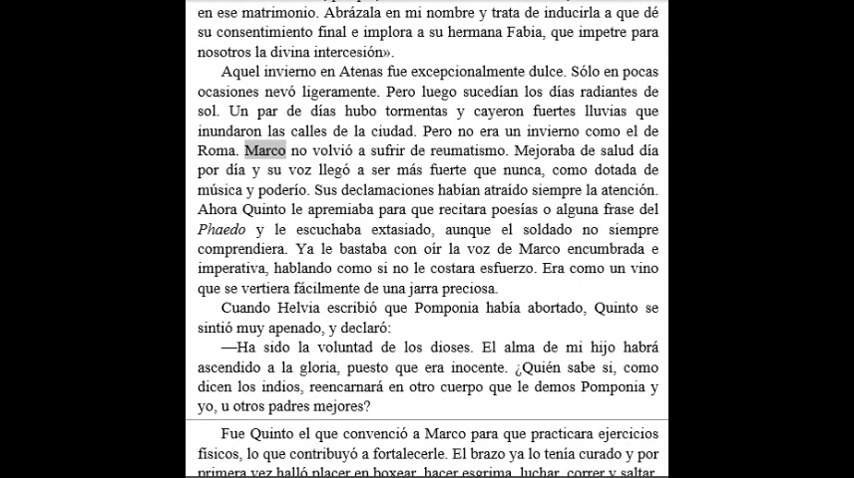 en ese matrimonio. Abrázala en mi nombre y trata de inducirla a que dé
su consentimiento final e implora a su hermana Fabia, que impetre para
nosotros la divina intercesión».
Aquel invierno en Atenas fue excepcionalmente dulce. Sólo en pocas
ocasiones nevó ligeramente. Pero luego sucedían los días radiantes de
sol. Un par de días hubo tormentas y cayeron fuertes lluvias que
inundaron las calles de la ciudad. Pero no era un invierno como el de
Roma. Marco no volvió a sufrir de reumatismo. Mejoraba de salud día
por día y su voz llegó a ser más fuerte que nunca, como dotada de
música y poderío. Sus declamaciones habían atraído siempre la atención.
Ahora Quinto le apremiaba para que recitara poesías o alguna frase del
Phaedo y le escuchaba extasiado, aunque el soldado no siempre
comprendiera. Ya le bastaba con oír la voz de Marco encumbrada e
imperativa, hablando como si no le costara esfuerzo. Era como un vino
que se vertiera fácilmente de una jarra preciosa.
Cuando Helvia escribió que Pomponia había abortado, Quinto se
sintió muy apenado, y declaró:
—Ha sido la voluntad de los dioses. El alma de mi hijo habrá
ascendido a la gloria, puesto que era inocente. ¿Quién sabe si, como
dicen los indios, reencarnará en otro cuerpo que le demos Pomponia y
yo, u otros padres mejores?
Fue Quinto el que convenció a Marco para que practicara ejercicios
físicos, lo que contribuyó a fortalecerle. El brazo ya lo tenía curado y por
primera vez halló placer en boxear, hacer esgrima, luchar, correr y saltar.